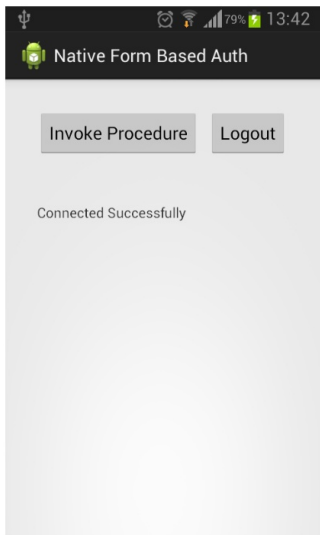 79% 13:42
Native Form Based Auth
Invoke Procedure Logout
Connected Successfully